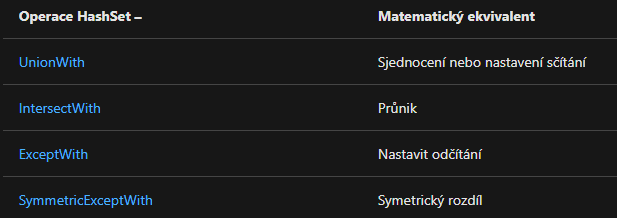 Operace HashSet – Matematický ekvivalent
UnionWith Sjednocení nebo nastavení sčítání
IntersectWith Průnik
ExceptWith Nastavit odčítání
SymmetricExceptWith Symetrický rozdíl